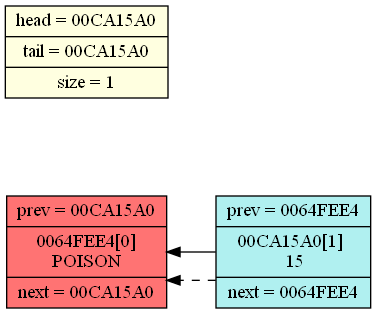 head = 00CA15A0
tail = 00CA15A0
size = 1
prev = 00CA15A0
0064FEE4[0]
POISON
next = 00CA15A0
prev = 0064FEE4
00CA15A0[1]
15
next = 0064FEE4